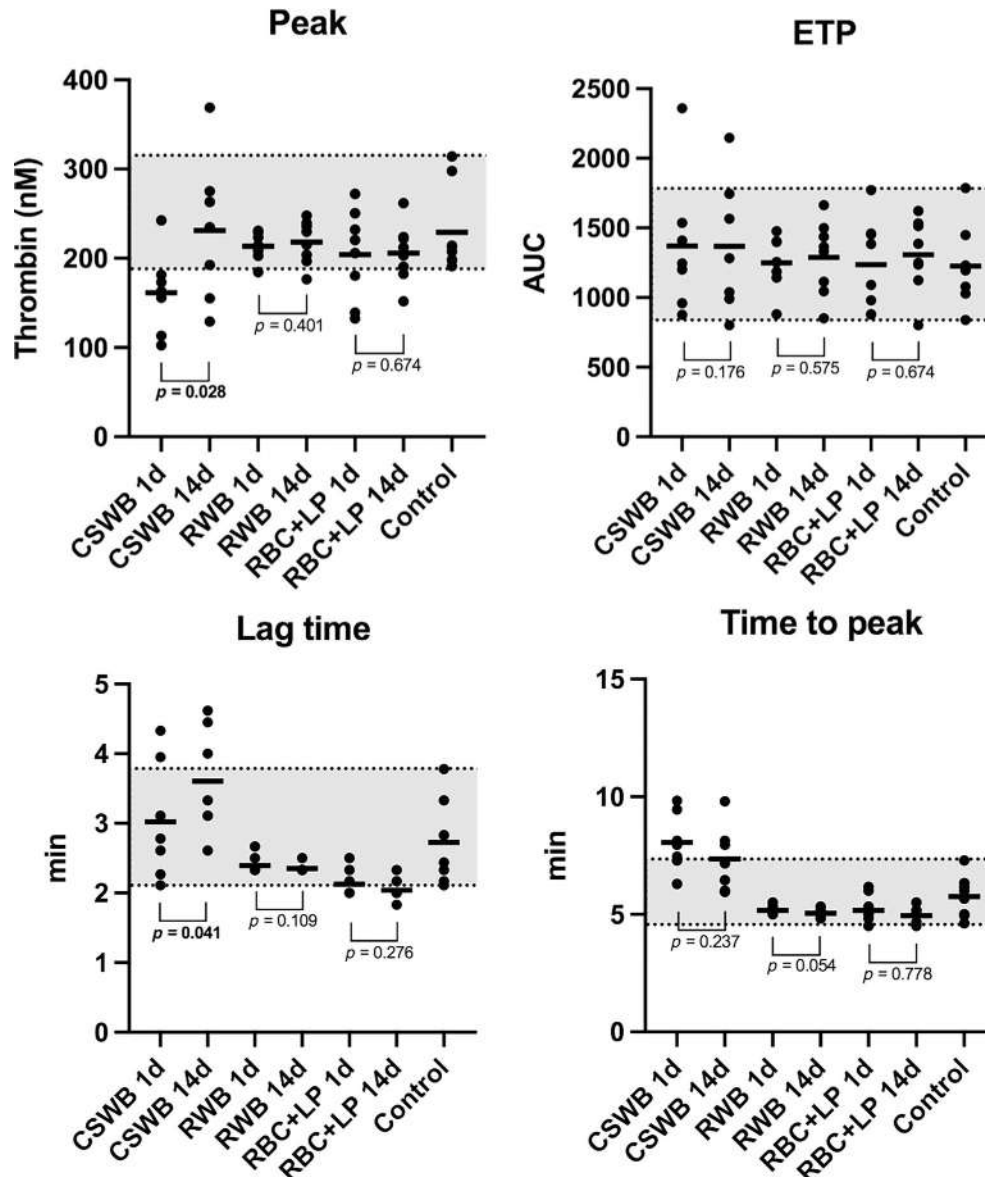 Peak
Thrombin (nM)
400
300
200
100
0
p = 0.028
p = 0.401
p = 0.674
CSWB 1d
CSWB 14d
RWB 1d
RWB 14d
RBC+LP 1d
RBC+LP 14d
Control
ETP
AUC
2500
2000
1500
1000
500
0
p = 0.176
p = 0.575
p = 0.674
CSWB 1d
CSWB 14d
RWB 1d
RWB 14d
RBC+LP 1d
RBC+LP 14d
Control
Lag time
min
5
4
3
2
1
0
p = 0.041
p = 0.109
p = 0.276
CSWB 1d
CSWB 14d
RWB 1d
RWB 14d
RBC+LP 1d
RBC+LP 14d
Control
Time to peak
min
15
10
5
0
p = 0.237
p = 0.054
p = 0.778
CSWB 1d
CSWB 14d
RWB 1d
RWB 14d
RBC+LP 1d
RBC+LP 14d
Control